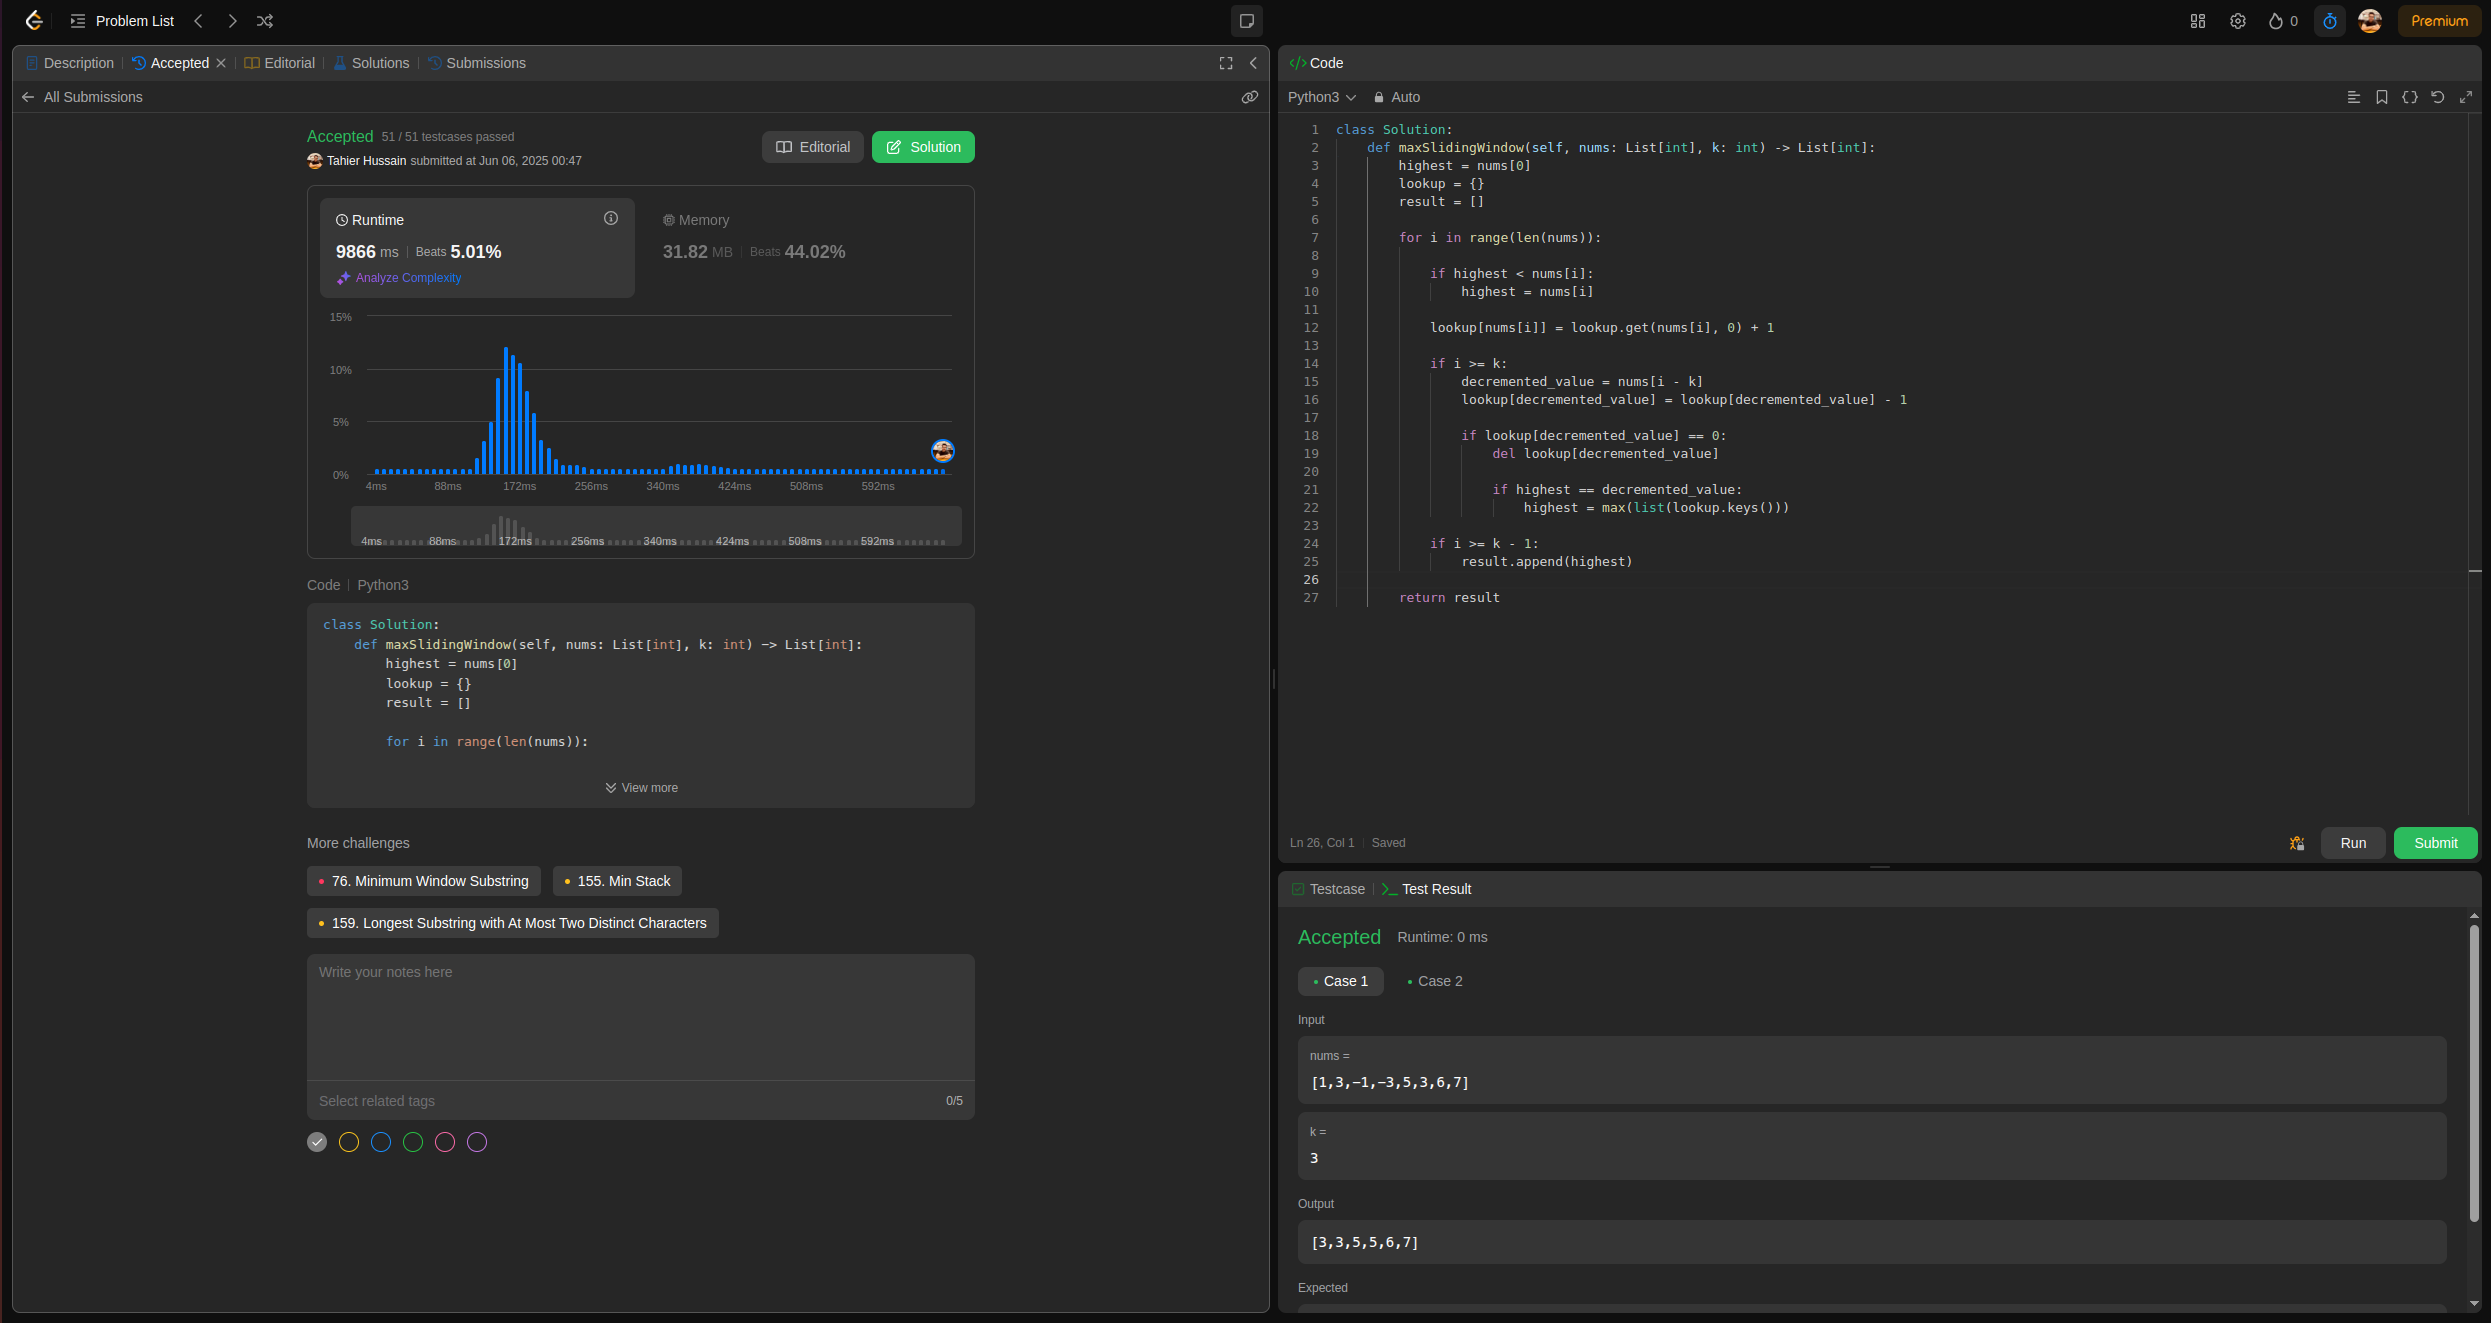 Problem List
0
Premium
Description
Accepted
Editorial
Solutions
Submissions
All Submissions
Accepted 51 / 51 testcases passed
Tahier Hussain submitted at Jun 06, 2025 00:47
Editorial
Solution
Runtime
9866 ms | Beats 5.01%
Analyze Complexity
Memory
31.82 MB | Beats 44.02%
15%
10%
5%
0%
4ms 88ms 172ms 256ms 340ms 424ms 508ms 592ms
4ms 88ms 172ms 256ms 340ms 424ms 508ms 592ms
Code | Python3
class Solution:
    def maxSlidingWindow(self, nums: List[int], k: int) -> List[int]:
        highest = nums[0]
        lookup = {}
        result = []
        for i in range(len(nums)):
View more
More challenges
76. Minimum Window Substring
155. Min Stack
159. Longest Substring with At Most Two Distinct Characters
Write your notes here
Select related tags
0/5
</> Code
Python3
Auto
1 class Solution:
2     def maxSlidingWindow(self, nums: List[int], k: int) -> List[int]:
3         highest = nums[0]
4         lookup = {}
5         result = []
6
7         for i in range(len(nums)):
8
9             if highest < nums[i]:
10                 highest = nums[i]
11
12             lookup[nums[i]] = lookup.get(nums[i], 0) + 1
13
14             if i >= k:
15                 decremented_value = nums[i - k]
16                 lookup[decremented_value] = lookup[decremented_value] - 1
17
18                 if lookup[decremented_value] == 0:
19                     del lookup[decremented_value]
20
21                     if highest == decremented_value:
22                         highest = max(list(lookup.keys()))
23
24             if i >= k - 1:
25                 result.append(highest)
26
27         return result
Ln 26, Col 1 | Saved
Run
Submit
Testcase
Test Result
Accepted Runtime: 0 ms
Case 1
Case 2
Input
nums =
[1,3,-1,-3,5,3,6,7]
k =
3
Output
[3,3,5,5,6,7]
Expected